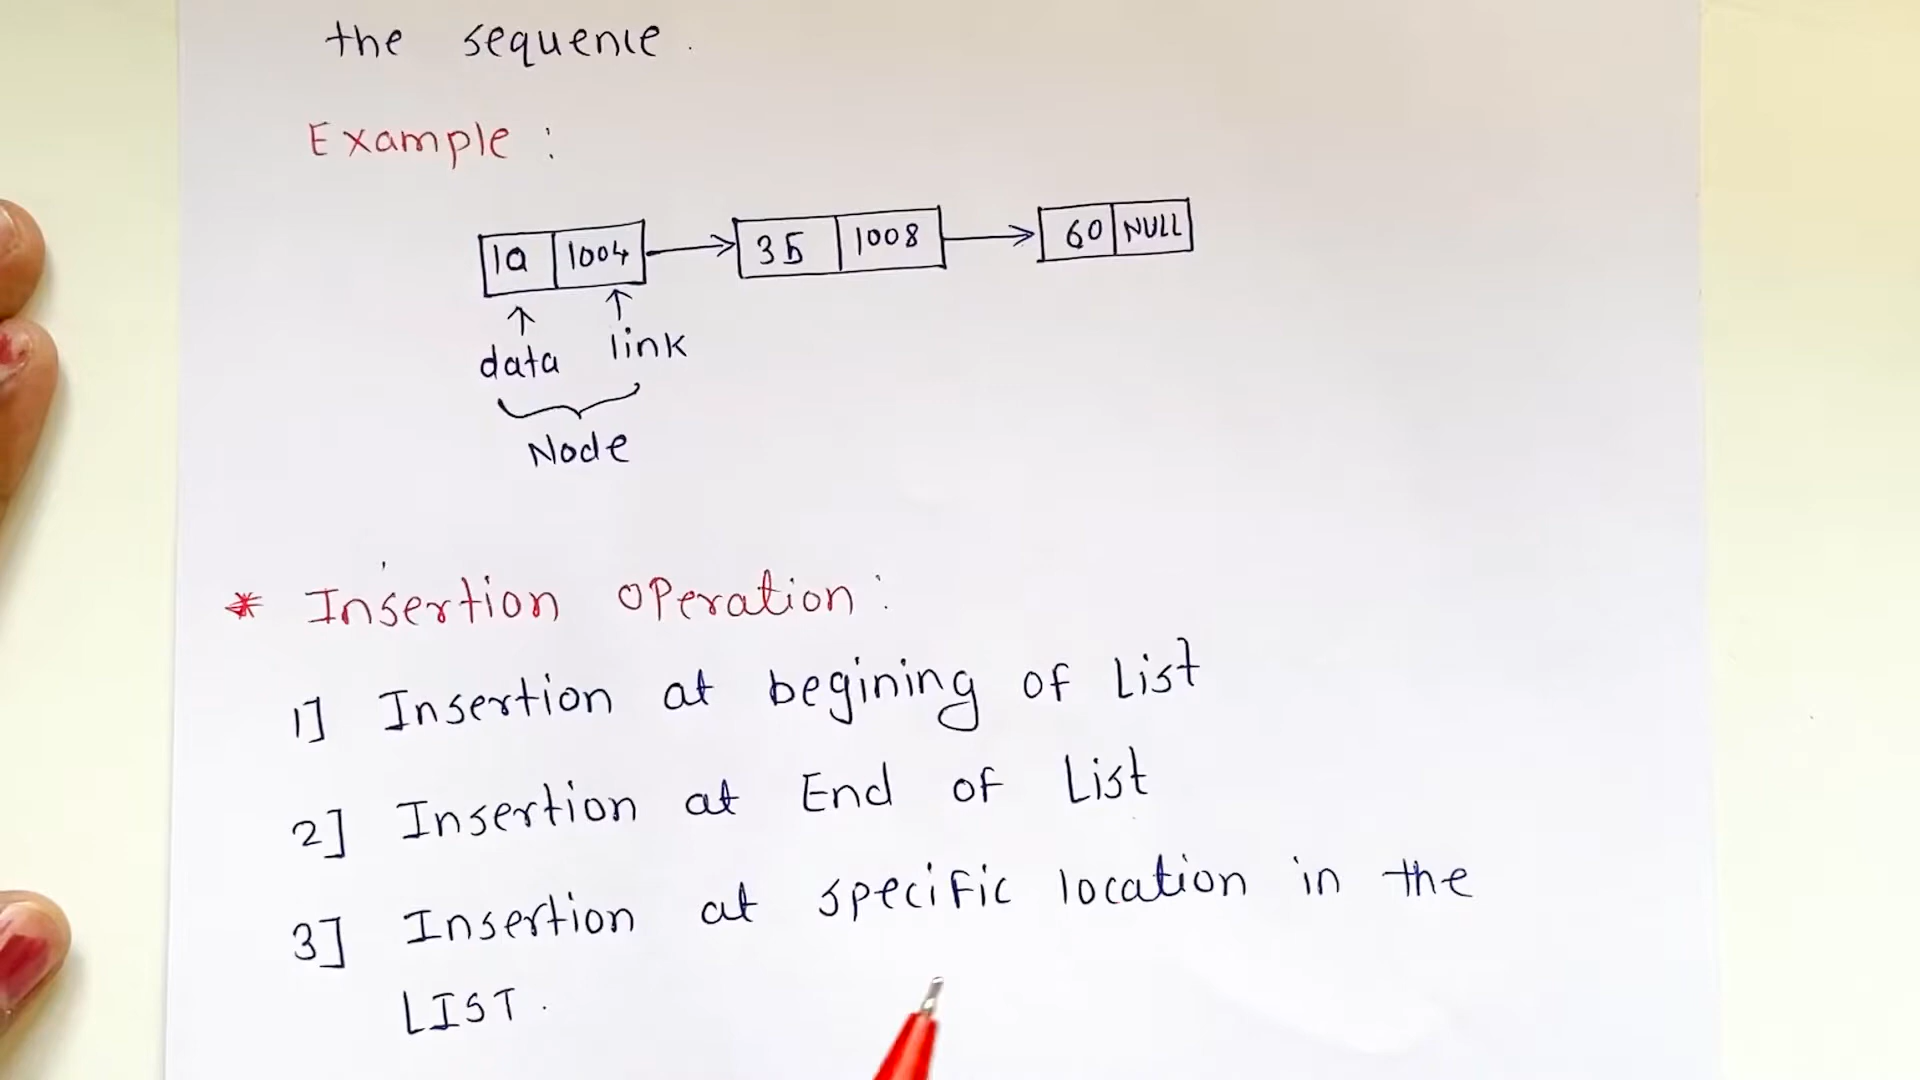 the sequence.
Example :
10 1004 35 1008 60 NULL
data link
Node
* Insertion operation :
1] Insertion at begining of List
2] Insertion at End of List
3] Insertion at specific location in the
LIST.